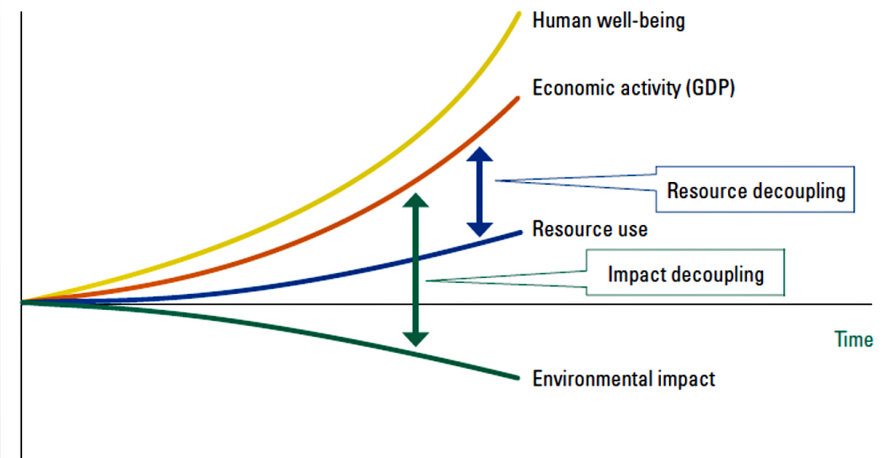 Human well-being
Economic activity (GDP)
Resource decoupling
Resource use
Impact decoupling
Time
Environmental impact